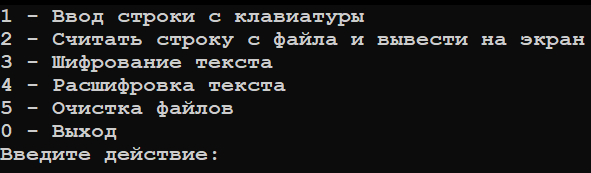 1 - Ввод строки с клавиатуры
2 - Считать строку с файла и вывести на экран
3 - Шифрование текста
4 - Расшифровка текста
5 - Очистка файлов
0 - Выход
Введите действие: